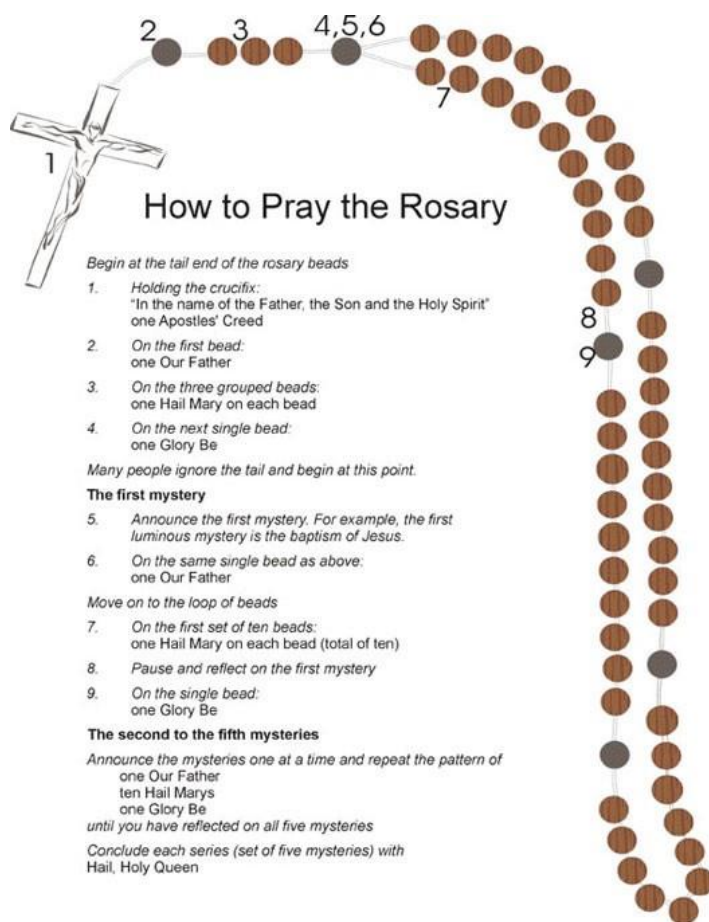 2
3
4,5,6
7
1
How to Pray the Rosary
Begin at the tail end of the rosary beads
1. Holding the crucifix:
“In the name of the Father, the Son and the Holy Spirit”
one Apostles' Creed
2. On the first bead:
one Our Father
3. On the three grouped beads:
one Hail Mary on each bead
4. On the next single bead:
one Glory Be
Many people ignore the tail and begin at this point.
The first mystery
5. Announce the first mystery. For example, the first
luminous mystery is the baptism of Jesus.
6. On the same single bead as above:
one Our Father
Move on to the loop of beads
7. On the first set of ten beads:
one Hail Mary on each bead (total of ten)
8. Pause and reflect on the first mystery
9. On the single bead:
one Glory Be
The second to the fifth mysteries
Announce the mysteries one at a time and repeat the pattern of
one Our Father
ten Hail Marys
one Glory Be
until you have reflected on all five mysteries
Conclude each series (set of five mysteries) with
Hail, Holy Queen
8
9